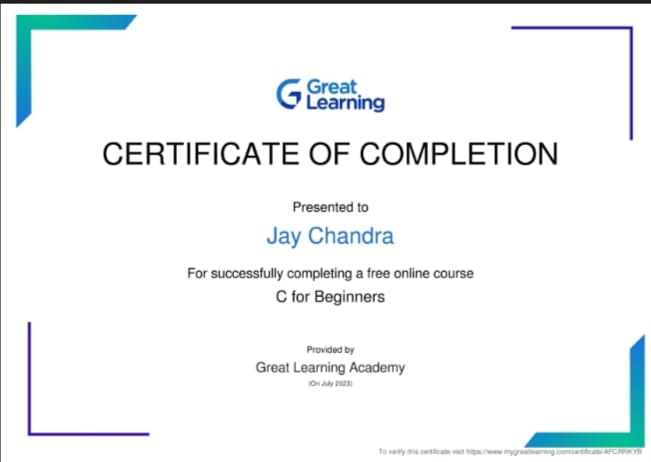 Great
Learning
CERTIFICATE OF COMPLETION
Presented to
Jay Chandra
For successfully completing a free online course
C for Beginners
Provided by
Great Learning Academy
(On July 2023)
To verify this certificate visit https://www.mygreatlearning.com/certificate/AFCRRKYB